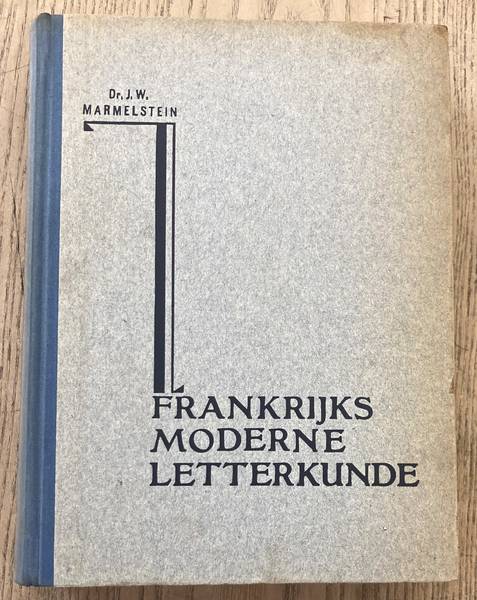 Dr. J. W.
MARMELSTEIN
FRANKRIJKS
MODERNE
LETTERKUNDE